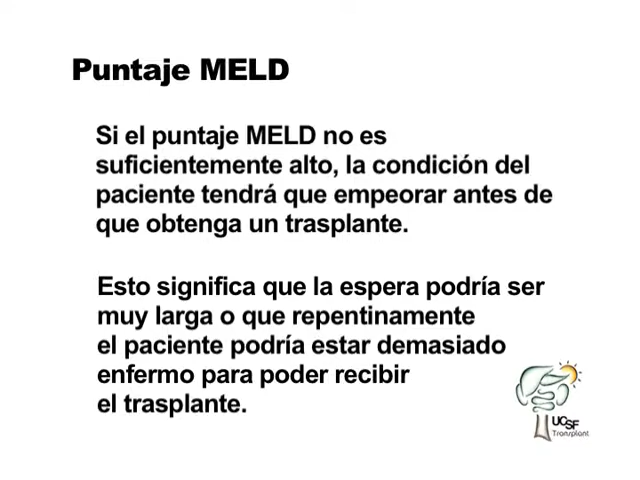 Puntaje MELD
Si el puntaje MELD no es
suficientemente alto, la condición del
paciente tendrá que empeorar antes de
que obtenga un trasplante.
Esto significa que la espera podría ser
muy larga o que repentinamente
el paciente podría estar demasiado
enfermo para poder recibir
el trasplante.
UCSF
Transplant